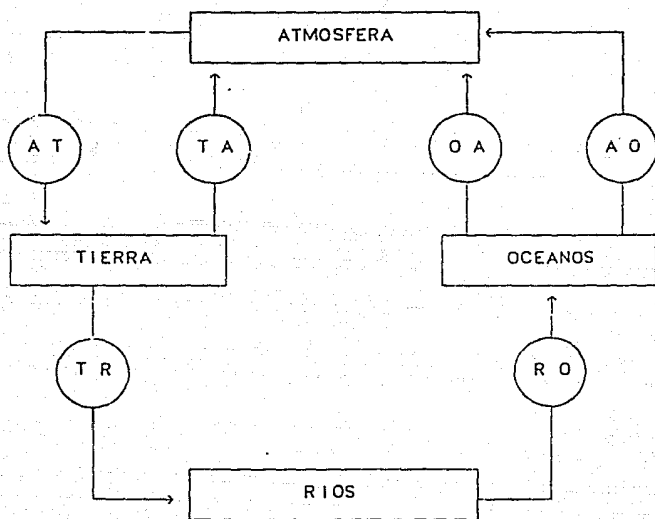 ATMOSFERA
A T
T A
O A
A O
TIERRA
OCEANOS
T R
R O
RIOS